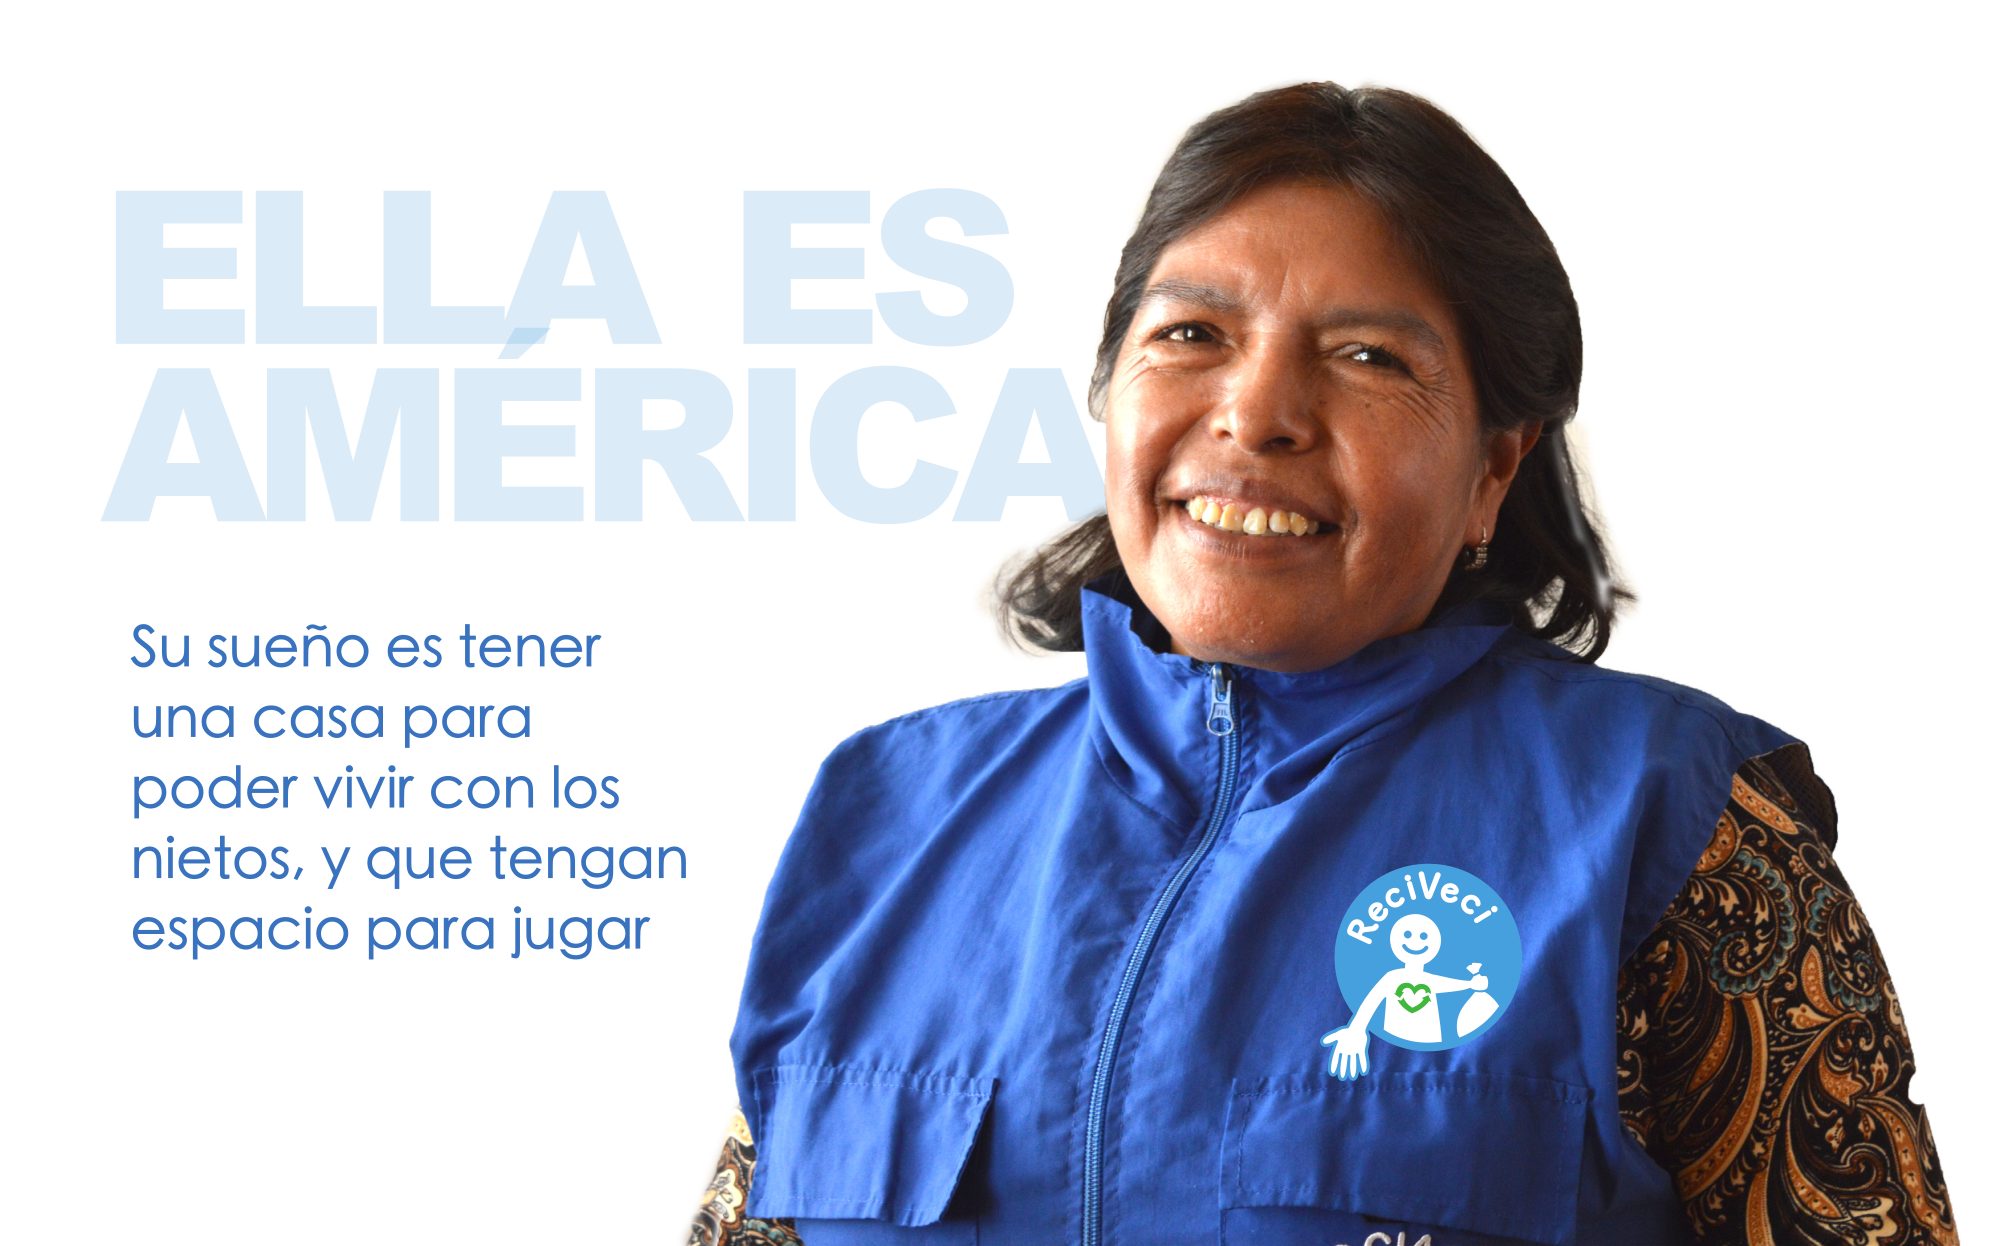 ELLA ES
AMÉRICA
Su sueño es tener
una casa para
poder vivir con los
nietos, y que tengan
espacio para jugar
ReciVeci